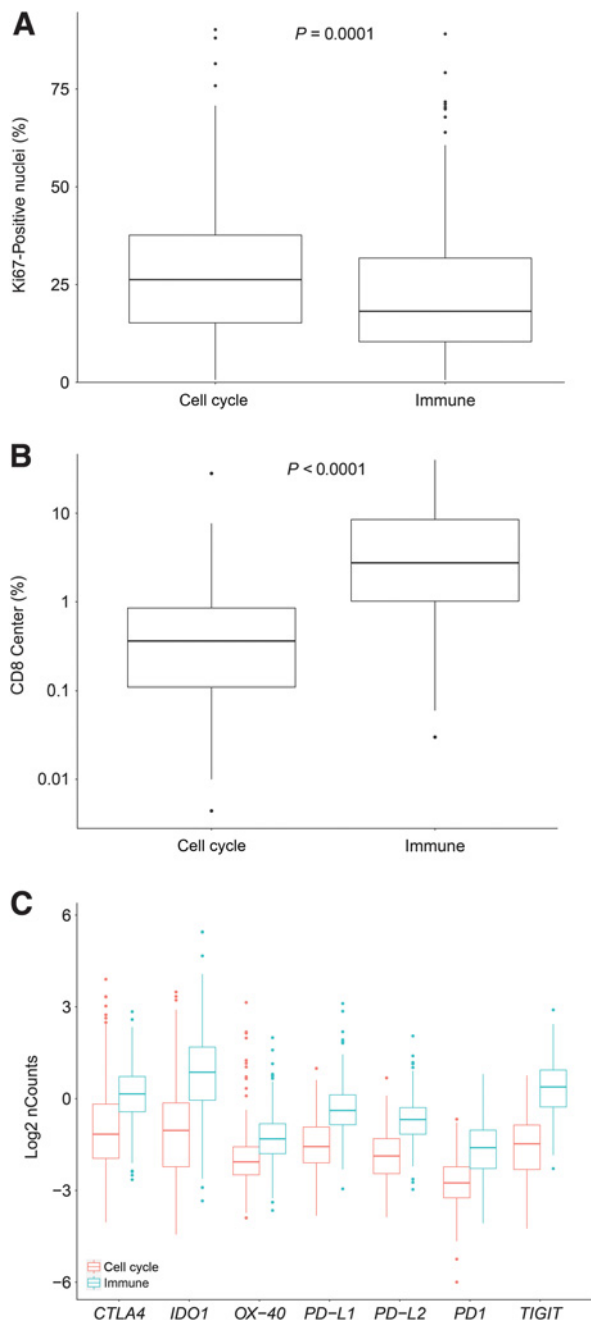 A
P = 0.0001
Ki67-Positive nuclei (%)
75
50
25
0
Cell cycle Immune
B
P < 0.0001
CD8 Center (%)
10
1
0.1
0.01
Cell cycle Immune
C
Log2 nCounts
6
3
0
−3
−6
Cell cycle
Immune
CTLA4 IDO1 OX−40 PD−L1 PD−L2 PD1 TIGIT